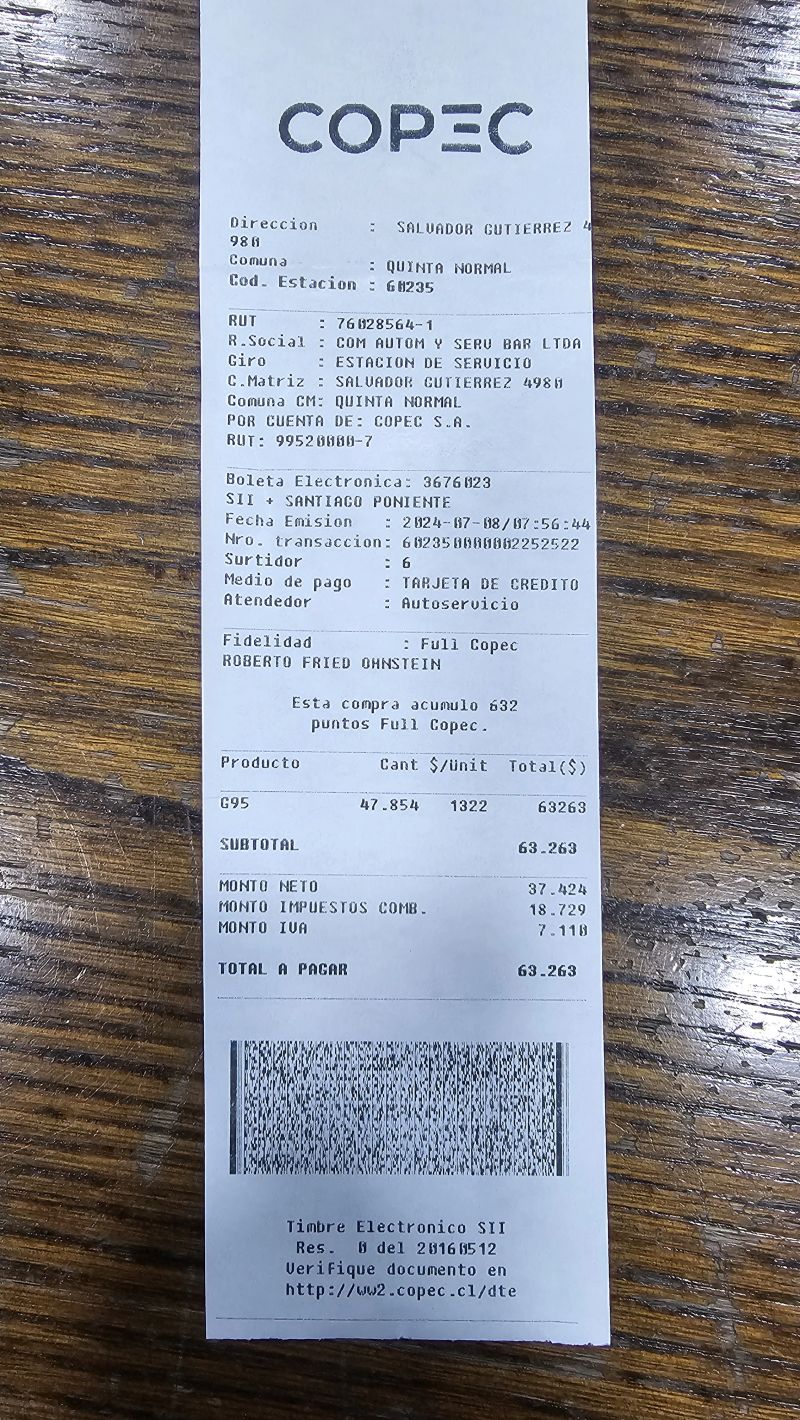 COPEC
Direccion : SALVADOR GUTIERREZ 4
980
Comuna : QUINTA NORMAL
Cod. Estacion : 60235
RUT : 76028564-1
R.Social : COM AUTOM Y SERV BAR LTDA
Giro : ESTACION DE SERVICIO
C.Matriz : SALVADOR GUTIERREZ 4980
Comuna CM: QUINTA NORMAL
POR CUENTA DE: COPEC S.A.
RUT: 99520000-7
Boleta Electronica: 3676023
SII + SANTIAGO PONIENTE
Fecha Emision : 2024-07-08/07:56:44
Nro. transaccion: 602350000002252522
Surtidor : 6
Medio de pago : TARJETA DE CREDITO
Atendedor : Autoservicio
Fidelidad : Full Copec
ROBERTO FRIED OHNSTEIN
Esta compra acumulo 632
puntos Full Copec.
Producto Cant $/Unit Total($)
G95 47.854 1322 63263
SUBTOTAL 63.263
MONTO NETO 37.424
MONTO IMPUESTOS COMB. 18.729
MONTO IVA 7.110
TOTAL A PAGAR 63.263
Timbre Electronico SII
Res. 0 del 20160512
Verifique documento en
http://ww2.copec.cl/dte